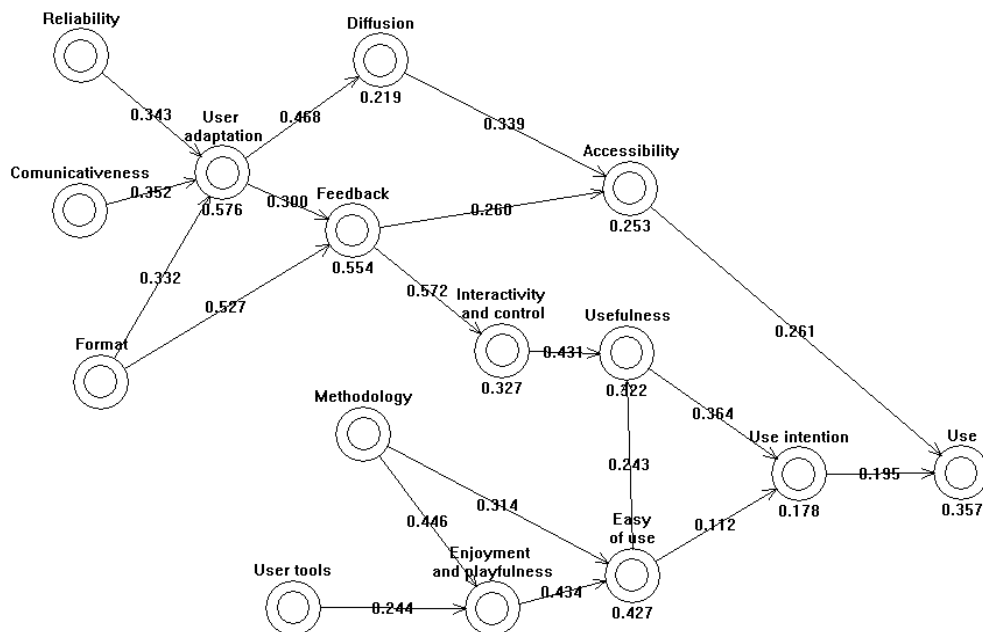 Reliability
Diffusion
0.219
0.343
User
adaptation
0.468
0.339
Comunicativeness
0.352
0.576
0.300
Feedback
0.554
Accessibility
0.260
0.253
0.332
0.527
0.572
Interactivity
and control
0.327
Usefulness
0.431
0.322
0.261
Format
Methodology
0.364
Use intention
0.178
Use
0.195
0.357
0.243
0.314
0.446
0.112
Easy
of use
0.427
Enjoyment
and playfulness
0.434
User tools
0.244